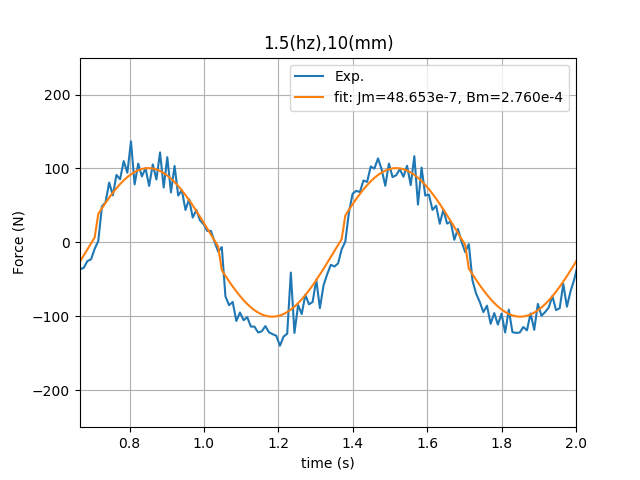 1.5(hz),10(mm)
Exp.
fit: Jm=48.653e-7, Bm=2.760e-4
Force (N)
200
100
0
−100
−200
0.8 1.0 1.2 1.4 1.6 1.8 2.0
time (s)